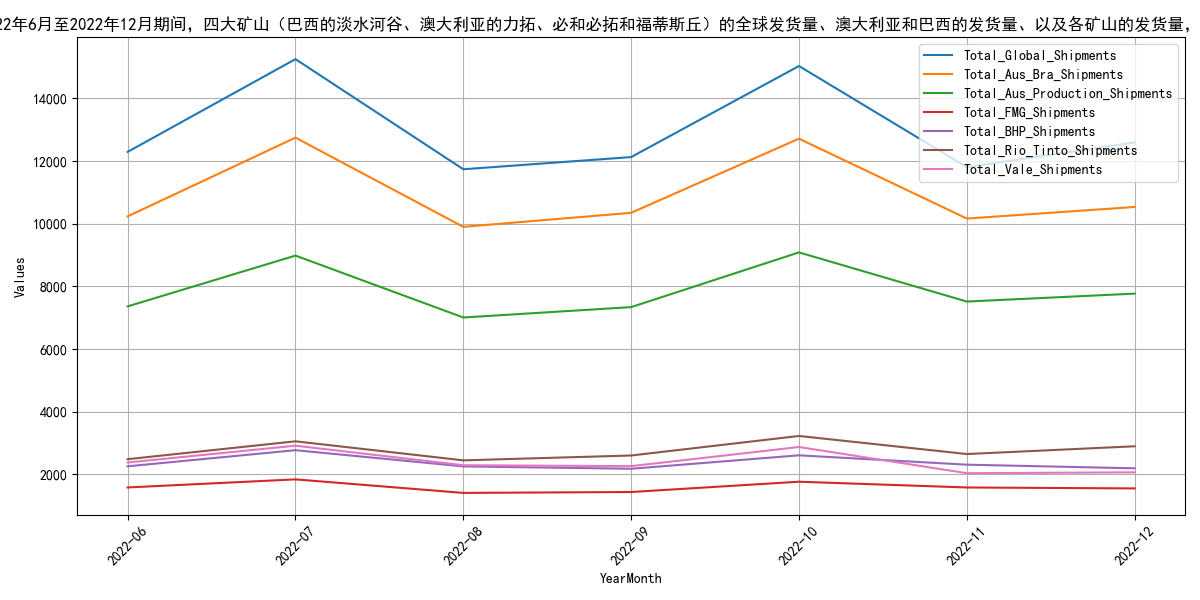 22年6月至2022年12月期间，四大矿山（巴西的淡水河谷、澳大利亚的力拓、必和必拓和福蒂斯丘）的全球发货量、澳大利亚和巴西的发货量、以及各矿山的发货量，
Total_Global_Shipments
Total_Aus_Bra_Shipments
Total_Aus_Production_Shipments
Total_FMG_Shipments
Total_BHP_Shipments
Total_Rio_Tinto_Shipments
Total_Vale_Shipments
Values
14000
12000
10000
8000
6000
4000
2000
2022-06
2022-07
2022-08
2022-09
2022-10
2022-11
2022-12
YearMonth